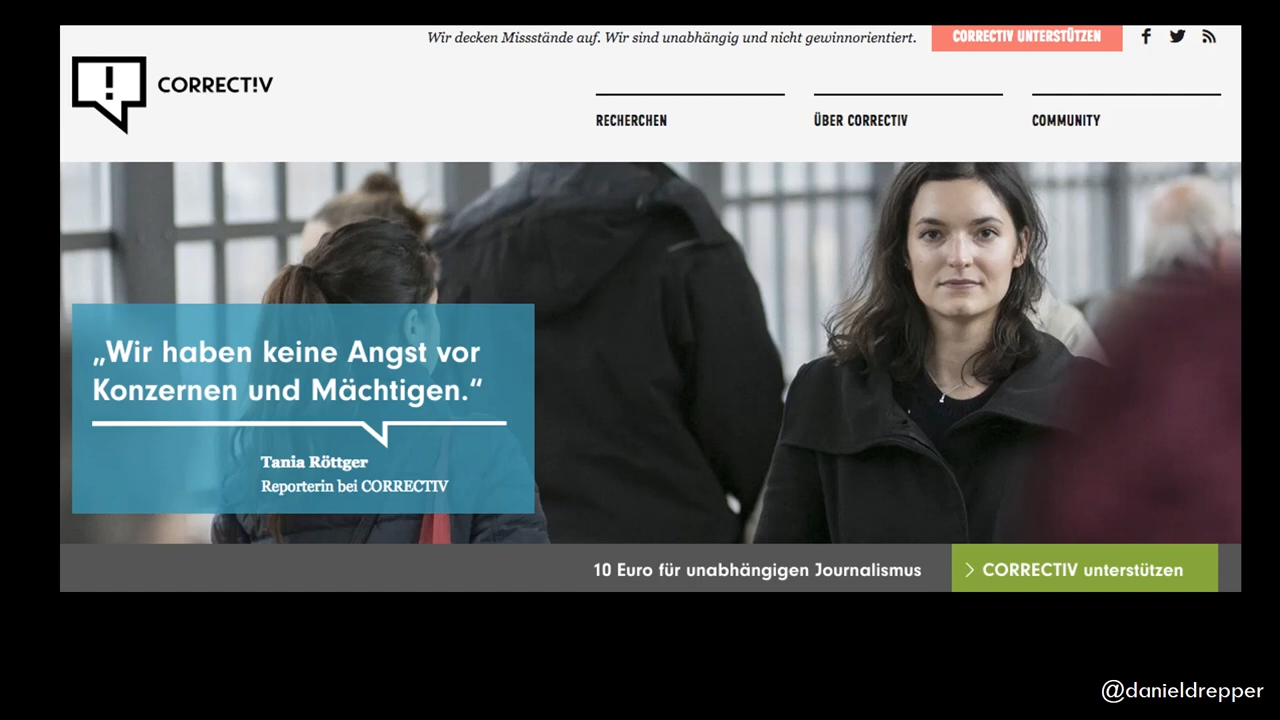 Wir decken Missstände auf. Wir sind unabhängig und nicht gewinnorientiert.
CORRECTIV UNTERSTÜTZEN
CORRECT!V
RECHERCHEN
ÜBER CORRECTIV
COMMUNITY
„Wir haben keine Angst vor
Konzernen und Mächtigen.“
Tania Röttger
Reporterin bei CORRECTIV
10 Euro für unabhängigen Journalismus
> CORRECTIV unterstützen
@danieldrepper